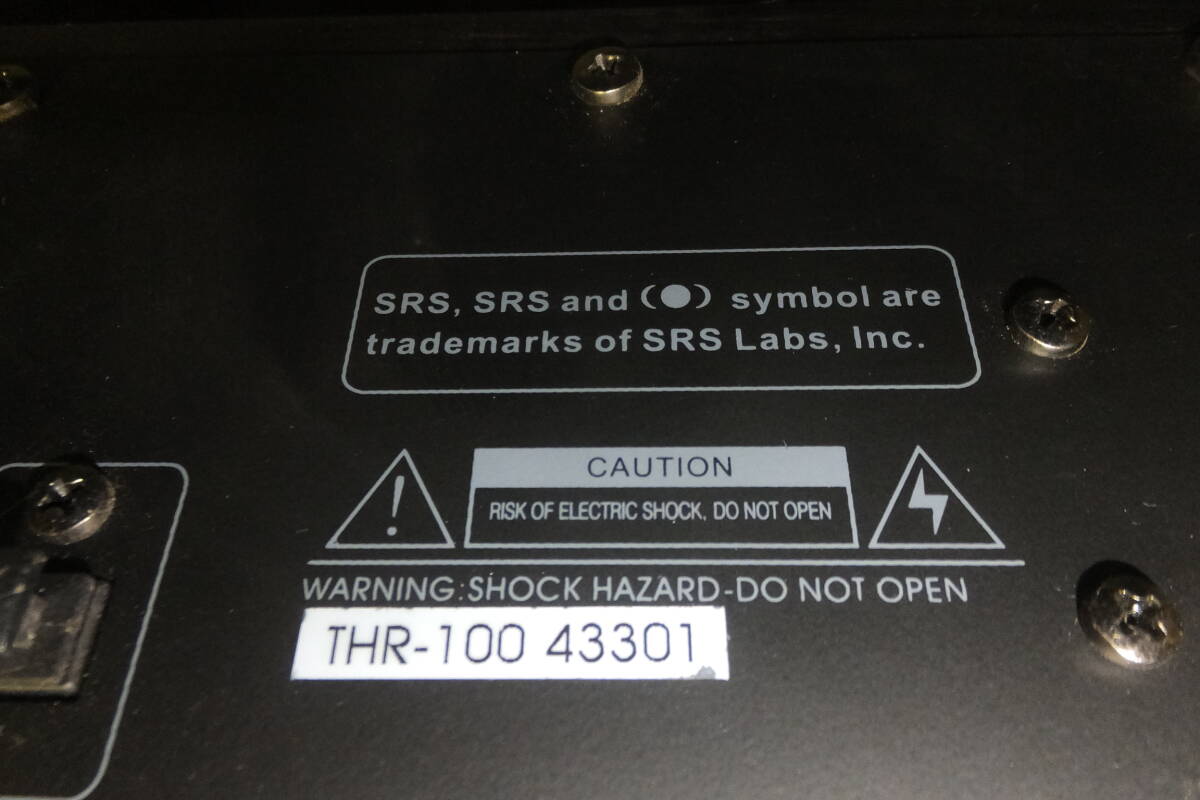 SRS, SRS and (●) symbol are
trademarks of SRS Labs, Inc.
CAUTION
RISK OF ELECTRIC SHOCK, DO NOT OPEN
WARNING:SHOCK HAZARD-DO NOT OPEN
THR-100 43301